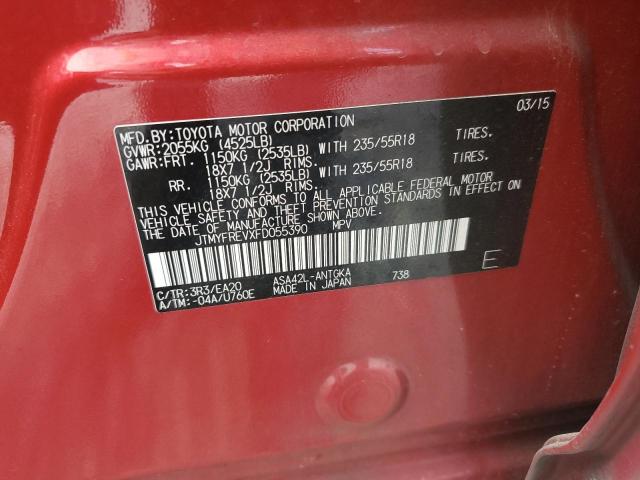 03/15
MFD.BY:TOYOTA MOTOR CORPORATION
GVWR:2055KG (4525LB)
GAWR:FRT. 1150KG (2535LB) WITH 235/55R18 TIRES.
18X7 1/2J RIMS.
RR. 1150KG (2535LB) WITH 235/55R18 TIRES.
18X7 1/2J RIMS.
THIS VEHICLE CONFORMS TO ALL APPLICABLE FEDERAL MOTOR
VEHICLE SAFETY, AND THEFT PREVENTION STANDARDS IN EFFECT ON
THE DATE OF MANUFACTURE SHOWN ABOVE.
JTMYFREVXFD055390 MPV
C/TR:3R3/EA20 ASA42L-ANTGKA 738 E
A/TM:-04A/U760E MADE IN JAPAN